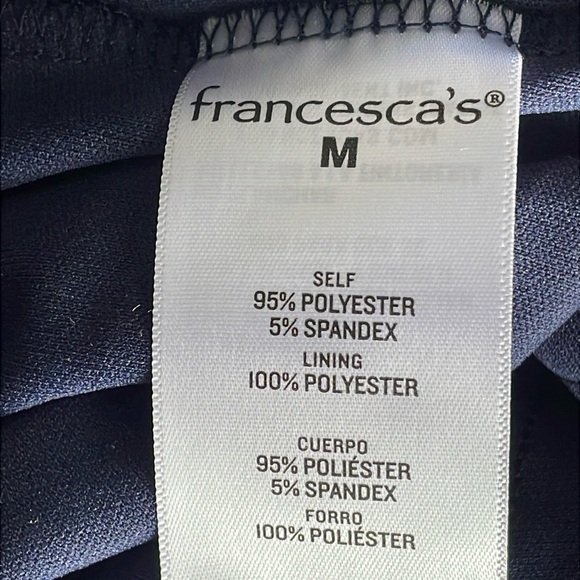 francesca's®
M
SELF
95% POLYESTER
5% SPANDEX
LINING
100% POLYESTER
CUERPO
95% POLIÉSTER
5% SPANDEX
FORRO
100% POLIÉSTER